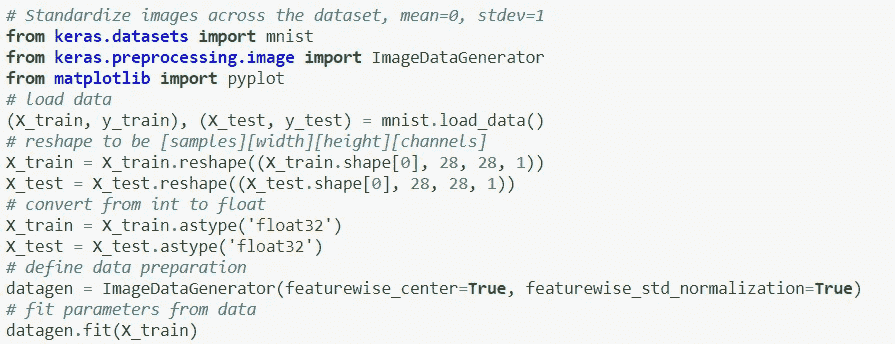 # Standardize images across the dataset, mean=0, stdev=1
from keras.datasets import mnist
from keras.preprocessing.image import ImageDataGenerator
from matplotlib import pyplot
# load data
(X_train, y_train), (X_test, y_test) = mnist.load_data()
# reshape to be [samples][width][height][channels]
X_train = X_train.reshape((X_train.shape[0], 28, 28, 1))
X_test = X_test.reshape((X_test.shape[0], 28, 28, 1))
# convert from int to float
X_train = X_train.astype('float32')
X_test = X_test.astype('float32')
# define data preparation
datagen = ImageDataGenerator(featurewise_center=True, featurewise_std_normalization=True)
# fit parameters from data
datagen.fit(X_train)